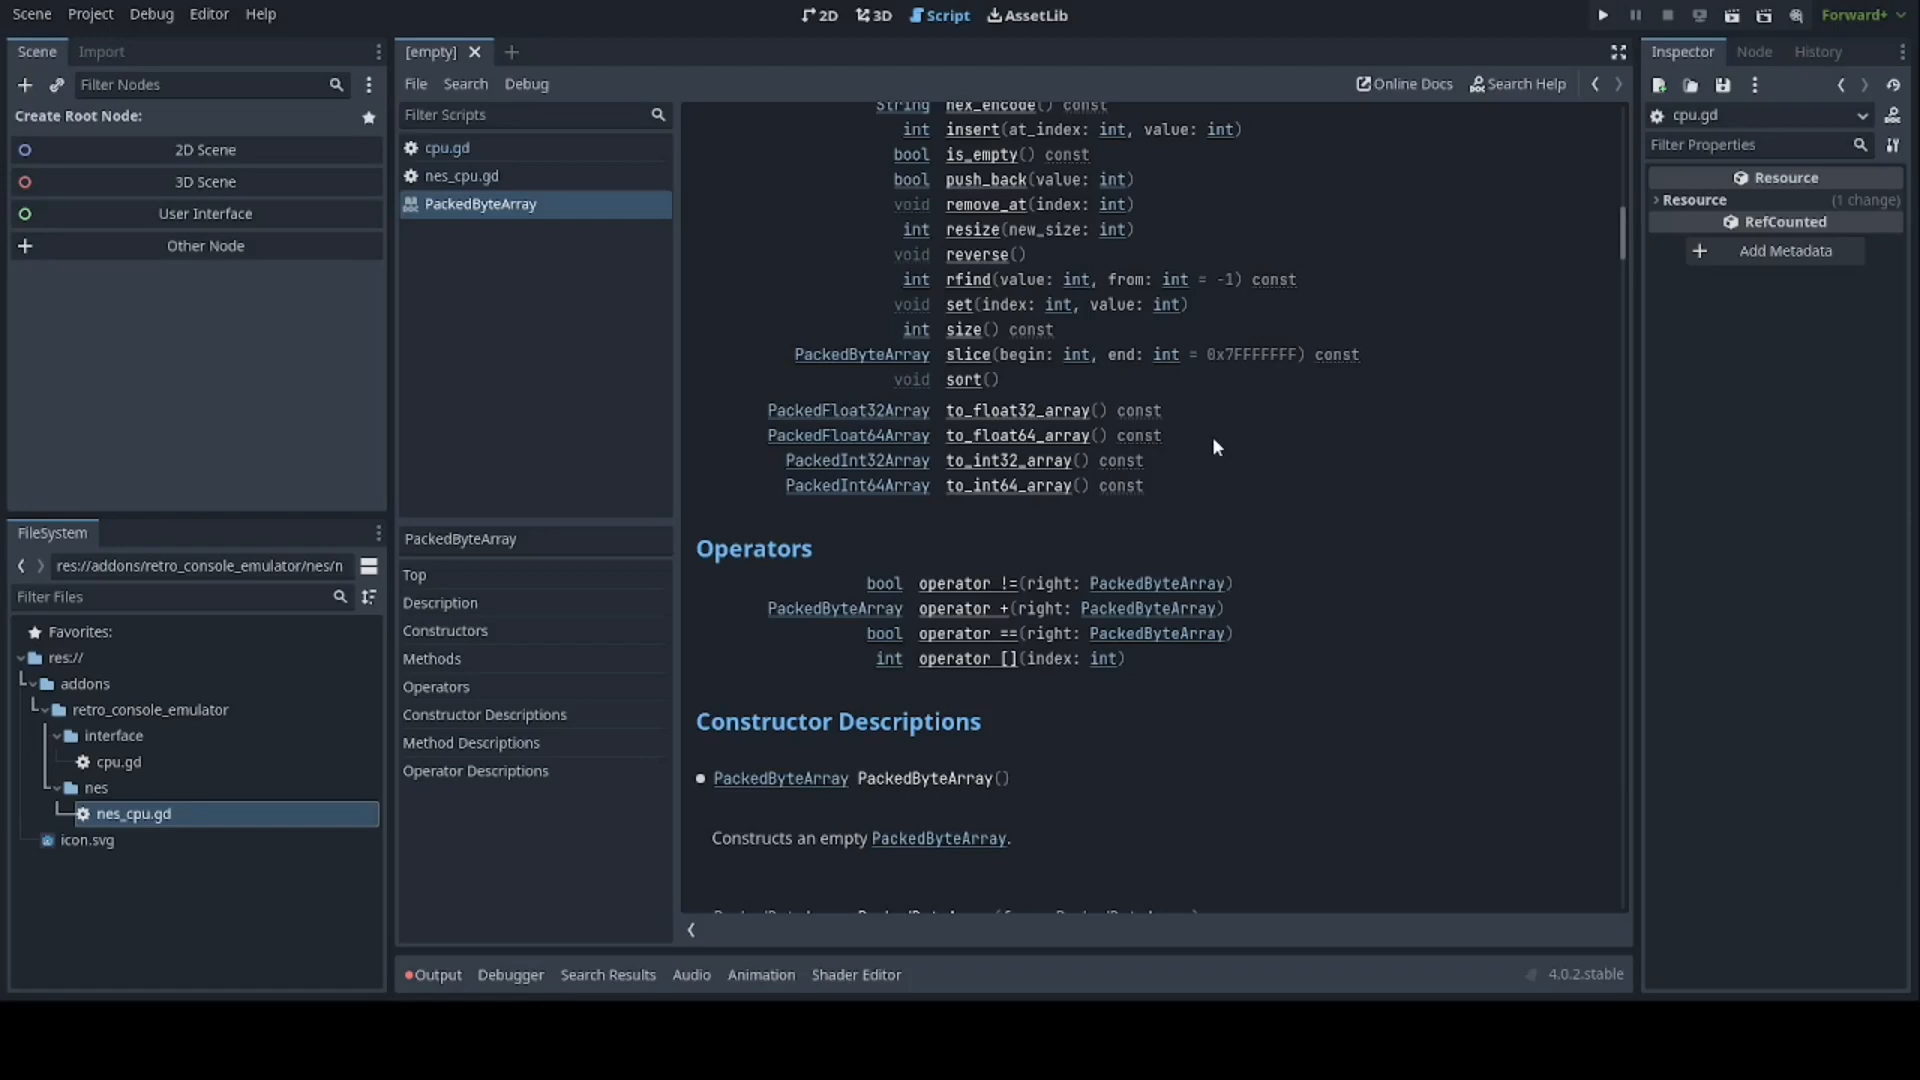 Scene Project Debug Editor Help
2D 3D Script AssetLib
Forward+
Scene Import
Filter Nodes
Create Root Node:
2D Scene
3D Scene
User Interface
Other Node
FileSystem
res://addons/retro_console_emulator/nes/n
Filter Files
Favorites:
res://
addons
retro_console_emulator
interface
cpu.gd
nes
nes_cpu.gd
icon.svg
[empty]
File Search Debug
Online Docs Search Help
Filter Scripts
cpu.gd
nes_cpu.gd
PackedByteArray
PackedByteArray
Top
Description
Constructors
Methods
Operators
Constructor Descriptions
Method Descriptions
Operator Descriptions
String hex_encode() const
int insert(at_index: int, value: int)
bool is_empty() const
bool push_back(value: int)
void remove_at(index: int)
int resize(new_size: int)
void reverse()
int rfind(value: int, from: int = -1) const
void set(index: int, value: int)
int size() const
PackedByteArray slice(begin: int, end: int = 0x7FFFFFFF) const
void sort()
PackedFloat32Array to_float32_array() const
PackedFloat64Array to_float64_array() const
PackedInt32Array to_int32_array() const
PackedInt64Array to_int64_array() const
Operators
bool operator !=(right: PackedByteArray)
PackedByteArray operator +(right: PackedByteArray)
bool operator ==(right: PackedByteArray)
int operator [](index: int)
Constructor Descriptions
PackedByteArray PackedByteArray()
Constructs an empty PackedByteArray.
Output Debugger Search Results Audio Animation Shader Editor
4.0.2.stable
Inspector Node History
cpu.gd
Filter Properties
Resource
Resource (1 change)
RefCounted
Add Metadata